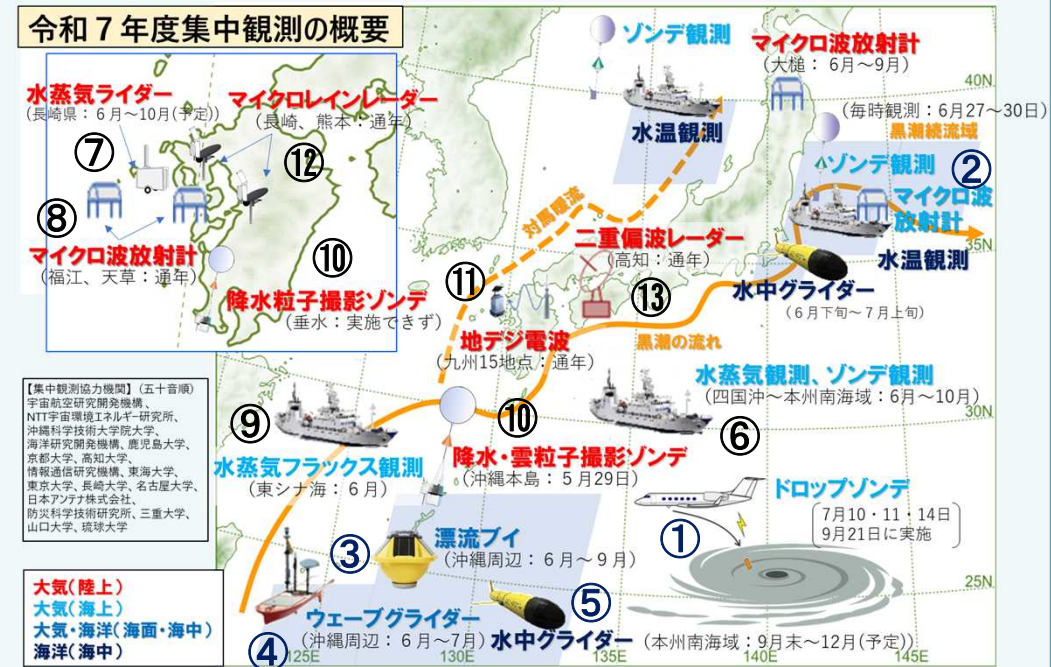 令和７年度集中観測の概要
水蒸気ライダー
(長崎県：６月～10月(予定))
マイクロレインレーダー
(長崎、熊本：通年)
⑦
⑫
⑧
マイクロ波放射計
(福江、天草：通年)
⑩
降水粒子撮影ゾンデ
(垂水：実施できず)
ゾンデ観測
水温観測
マイクロ波放射計
(大槌：６月～9月)
40N
(毎時観測：6月27～30日)
黒潮続流域
ゾンデ観測
②
マイクロ波
放射計
35N
水温観測
対馬暖流
二重偏波レーダー
(高知：通年)
⑪
⑬
水中グライダー
(６月下旬～７月上旬)
地デジ電波
(九州15地点：通年)
黒潮の流れ
水蒸気観測、ゾンデ観測
(四国沖～本州南海域：6月～10月)
30N
⑨
⑩
⑥
水蒸気フラックス観測
(東シナ海：６月)
降水・雲粒子撮影ゾンデ
(沖縄本島：５月29日)
ドロップゾンデ
7月10・11・14日
9月21日に実施
①
③
漂流ブイ
(沖縄周辺：６月～９月)
25N
⑤
ウェーブグライダー
(沖縄周辺：６月～7月)
④
水中グライダー
(本州南海域：9月末～12月(予定))
125E
130E
135E
140E
145E
【集中観測協力機関】(五十音順)
宇宙航空研究開発機構、
NTT宇宙環境エネルギー研究所、
沖縄科学技術大学院大学、
海洋研究開発機構、鹿児島大学、
京都大学、高知大学、
情報通信研究機構、東海大学、
東京大学、長崎大学、名古屋大学、
日本アンテナ株式会社、
防災科学技術研究所、三重大学、
山口大学、琉球大学
大気(陸上)
大気(海上)
大気・海洋(海面・海中)
海洋(海中)